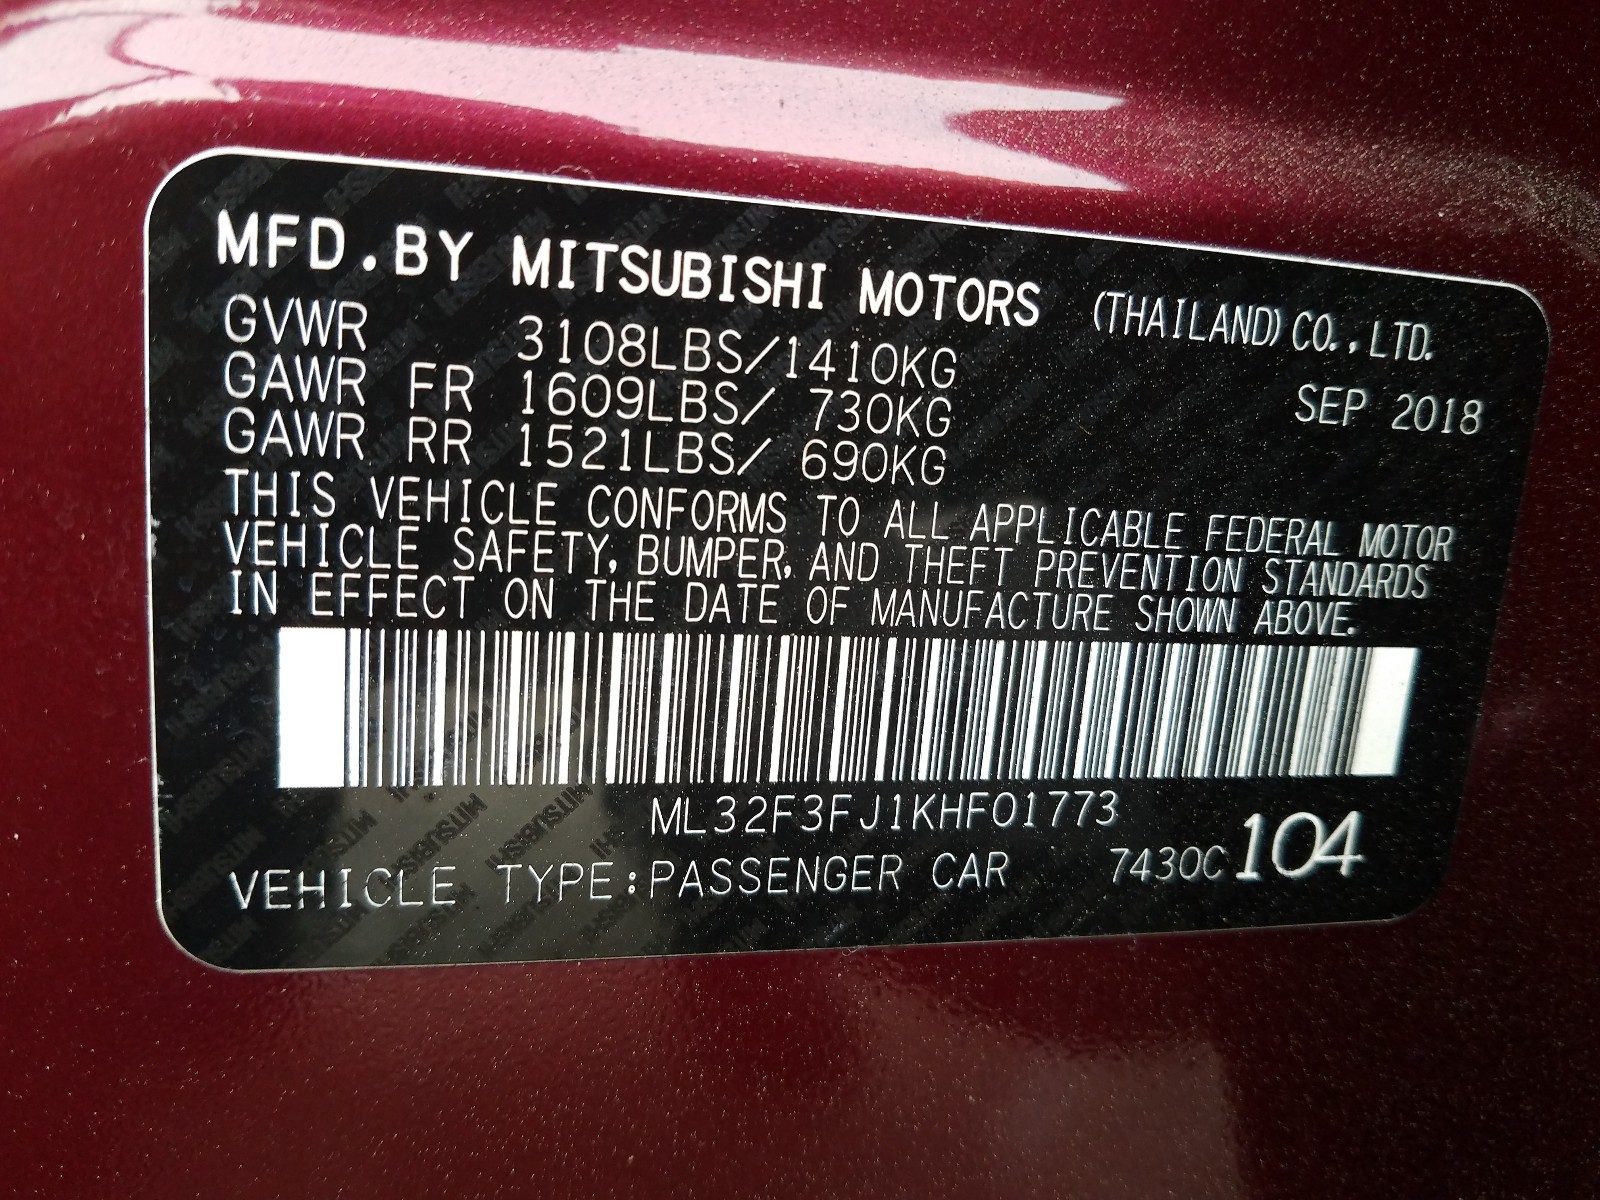 MFD.BY MITSUBISHI MOTORS (THAILAND) CO.,LTD.
GVWR 3108LBS/1410KG
SEP 2018
GAWR FR 1609LBS/ 730KG
GAWR RR 1521LBS/ 690KG
THIS VEHICLE CONFORMS TO ALL APPLICABLE FEDERAL MOTOR
VEHICLE SAFETY, BUMPER, AND THEFT PREVENTION STANDARDS
IN EFFECT ON THE DATE OF MANUFACTURE SHOWN ABOVE.
ML32F3FJ1KHF01773
VEHICLE TYPE:PASSENGER CAR 7430C104